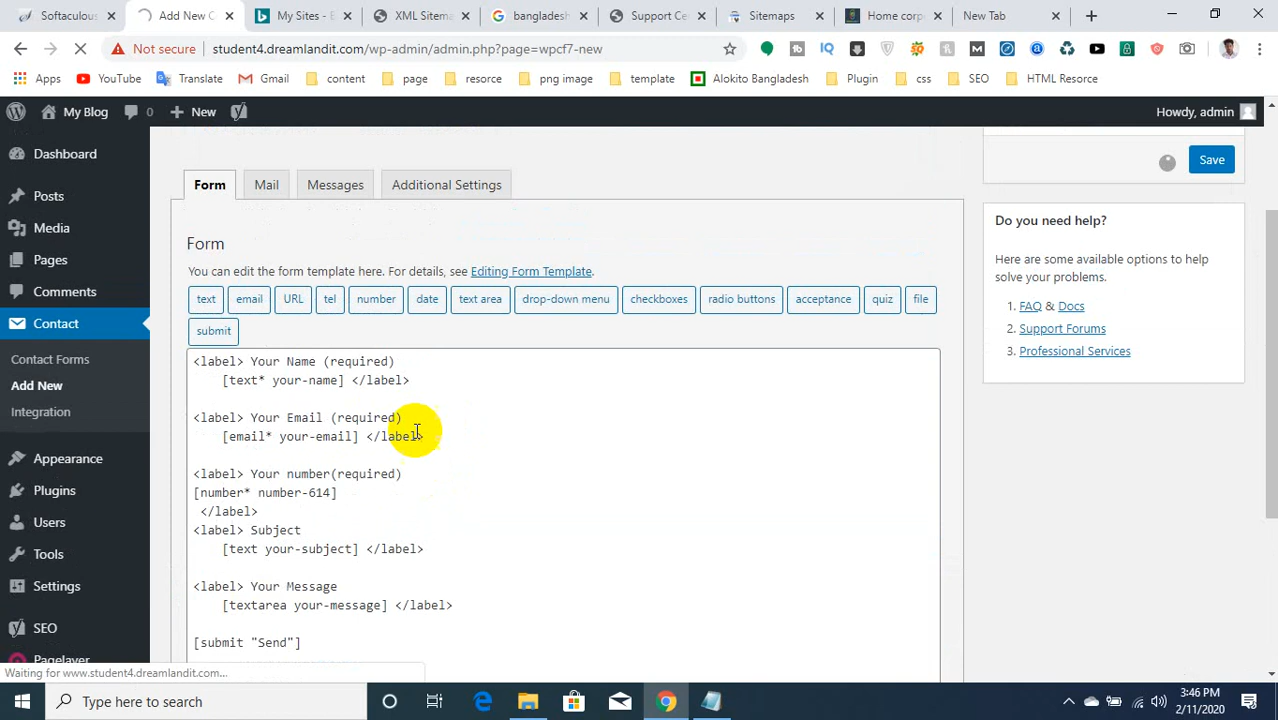 Softaculous
Add New C
My Sites - B
XML Sitema
bangladesh
Support Ce
Sitemaps
Home corp
New Tab
Not secure student4.dreamlandit.com/wp-admin/admin.php?page=wpcf7-new
Apps YouTube Translate Gmail content page resorce png image template Alokito Bangladesh Plugin css SEO HTML Resorce
My Blog 0 New Howdy, admin
Dashboard
Posts
Media
Pages
Comments
Contact
Contact Forms
Add New
Integration
Appearance
Plugins
Users
Tools
Settings
SEO
Pagelayer
Form Mail Messages Additional Settings
Form
You can edit the form template here. For details, see Editing Form Template.
text email URL tel number date text area drop-down menu checkboxes radio buttons acceptance quiz file
submit
<label> Your Name (required)
[text* your-name] </label>
<label> Your Email (required)
[email* your-email] </label>
<label> Your number(required)
[number* number-614]
</label>
<label> Subject
[text your-subject] </label>
<label> Your Message
[textarea your-message] </label>
[submit "Send"]
Save
Do you need help?
Here are some available options to help
solve your problems.
1. FAQ & Docs
2. Support Forums
3. Professional Services
Waiting for www.student4.dreamlandit.com...
Type here to search
3:46 PM
2/11/2020